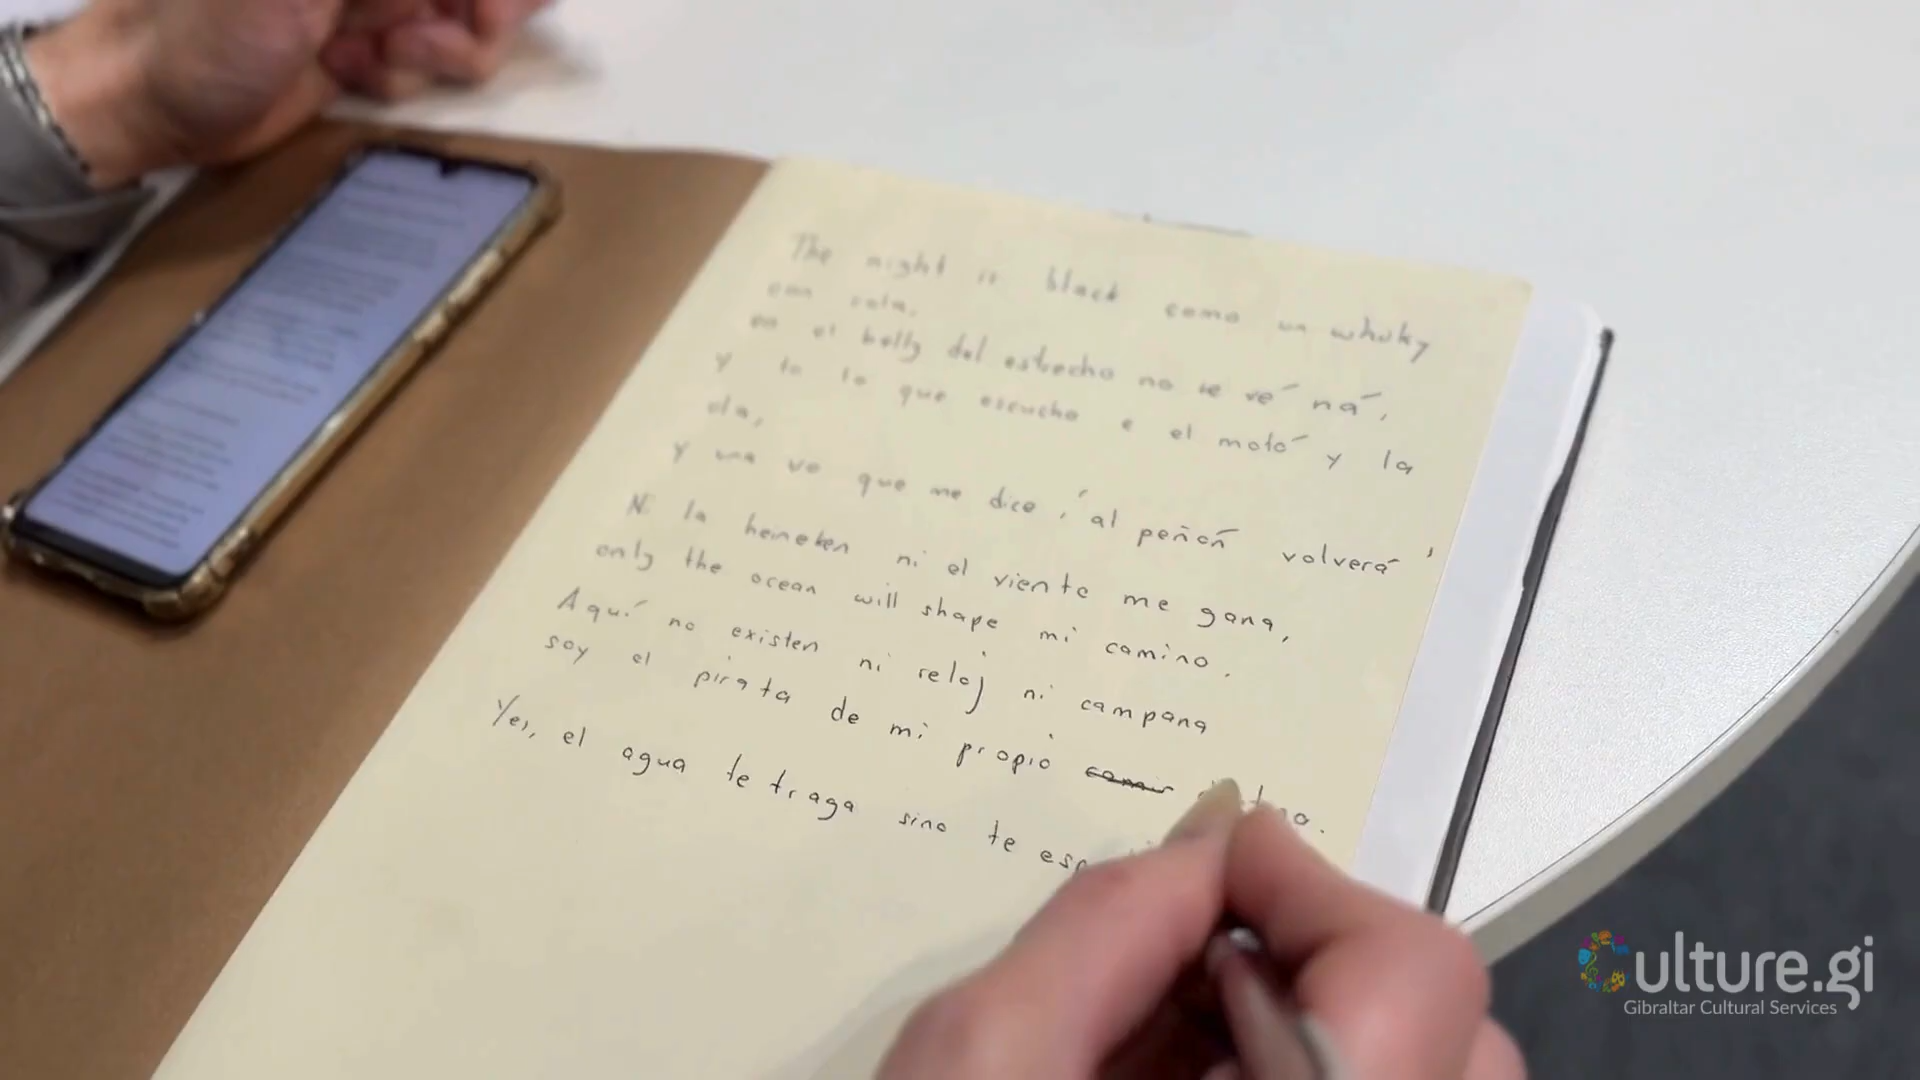 The night is black como un whisky
con cola,
en el belly del estrecho no se vé ná,
y to lo que escucho e el motó y la
ola,
y una vo que me dice ,'al peñón volverá'
Ni la heineken ni el viento me gana,
only the ocean will shape mi camino.
Aquí no existen ni reloj ni campana
soy el pirata de mi propio
Yes, el agua te traga sino te
Culture.gi
Gibraltar Cultural Services